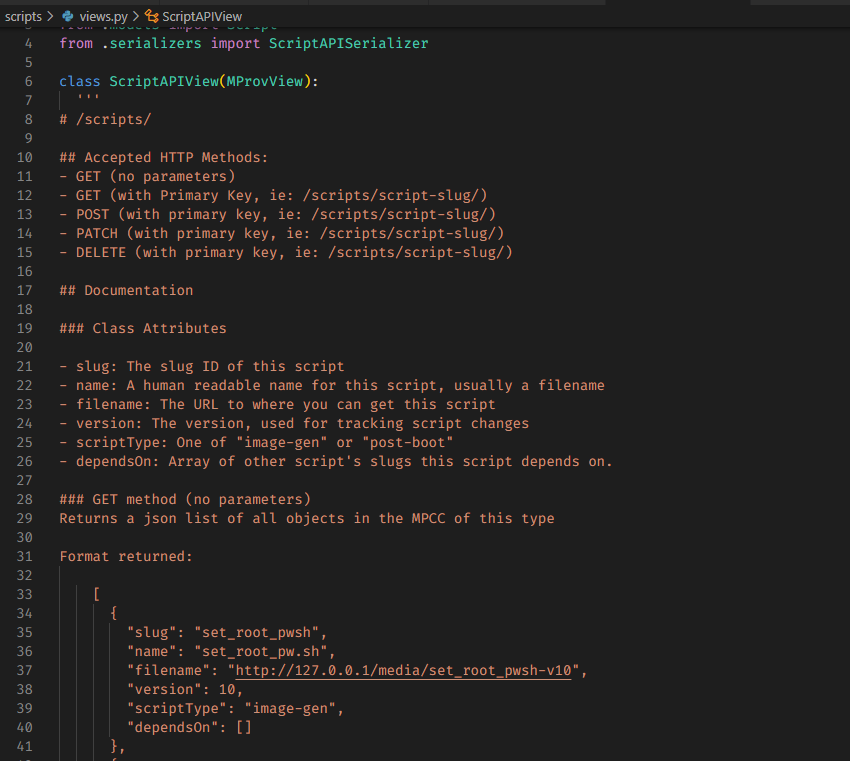 scripts > views.py > ScriptAPIView
3 from .models import Script
4 from .serializers import ScriptAPISerializer
5
6 class ScriptAPIView(MProvView):
7   '''
8 # /scripts/
9
10 ## Accepted HTTP Methods:
11 - GET (no parameters)
12 - GET (with Primary Key, ie: /scripts/script-slug/)
13 - POST (with primary key, ie: /scripts/script-slug/)
14 - PATCH (with primary key, ie: /scripts/script-slug/)
15 - DELETE (with primary key, ie: /scripts/script-slug/)
16
17 ## Documentation
18
19 ### Class Attributes
20
21 - slug: The slug ID of this script
22 - name: A human readable name for this script, usually a filename
23 - filename: The URL to where you can get this script
24 - version: The version, used for tracking script changes
25 - scriptType: One of "image-gen" or "post-boot"
26 - dependsOn: Array of other script's slugs this script depends on.
27
28 ### GET method (no parameters)
29 Returns a json list of all objects in the MPCC of this type
30
31 Format returned:
32
33     [
34       {
35         "slug": "set_root_pwsh",
36         "name": "set_root_pw.sh",
37         "filename": "http://127.0.0.1/media/set_root_pwsh-v10",
38         "version": 10,
39         "scriptType": "image-gen",
40         "dependsOn": []
41       },